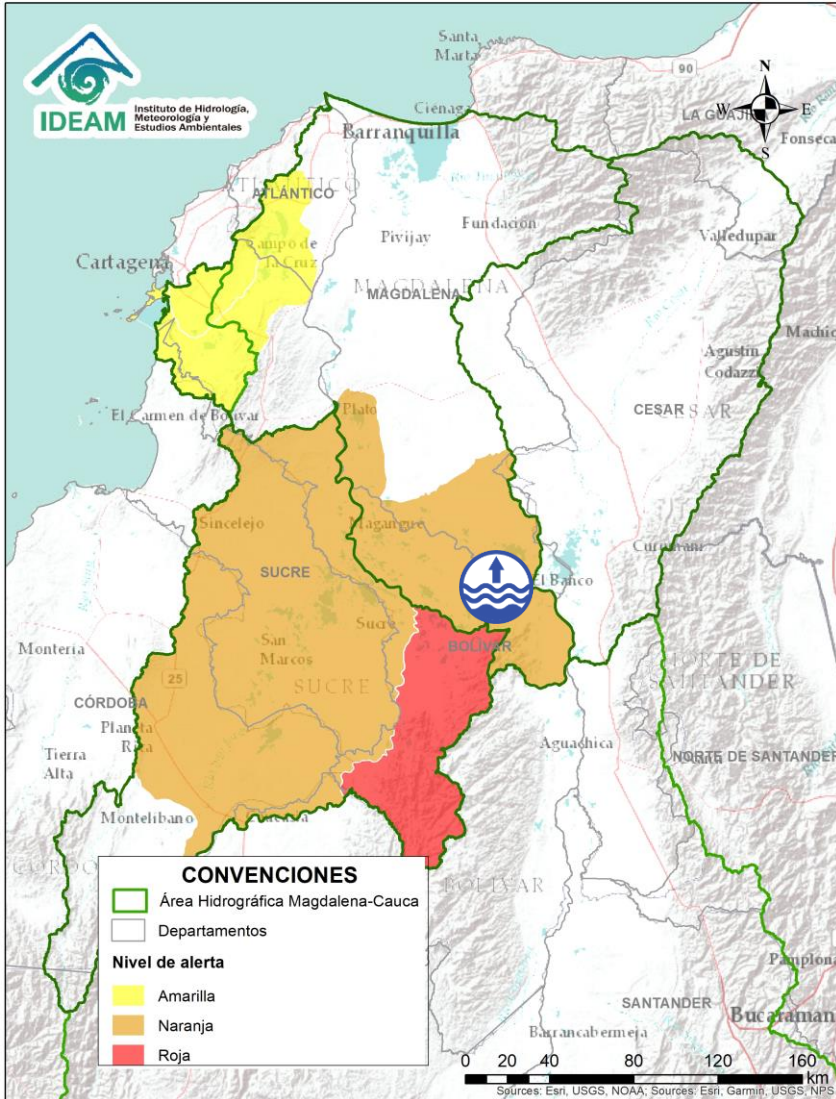 IDEAM
Instituto de Hidrología,
Meteorología y
Estudios Ambientales
Santa
Marta
90
N
W
E
S
LA GUAJI
Ciénaga
Barranquilla
Fonseca
ATLÁNTICO
ATLÁNTICO
Fundación
Pivijay
Valledupar
Campo de
la Cruz
Cartagena
MAGDALENA
MAGDALENA
Agustín
Codazzi
El Carmen de Bolívar
Plato
CESAR
CESAR
Sincelejo
Magangué
Curumaní
SUCRE
El Banco
Montería
Sucre
San
Marcos
BOLÍVAR
NORTE DE
SANTANDER
25
SUCRE
CÓRDOBA
Planeta
Rica
Tierra
Alta
Aguachica
NORTE DE SANTANDER
Montelíbano
BOLÍVAR
CONVENCIONES
Área Hidrográfica Magdalena-Cauca
Departamentos
Nivel de alerta
Amarilla
Naranja
Roja
Pamplona
SANTANDER
Bucaraman
Barrancabermeja
0 20 40 80 120 160
km
Sources: Esri, USGS, NOAA; Sources: Esri, Garmin, USGS, NPS